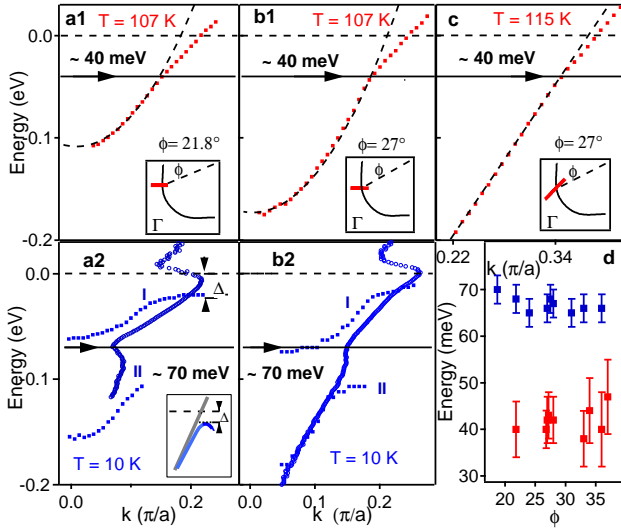 a1
T = 107 K
b1
T = 107 K
c
T = 115 K
0.0
-0.1
-0.2
Energy (eV)
~ 40 meV
~ 40 meV
~ 40 meV
ϕ= 21.8°
ϕ= 27°
ϕ= 27°
ϕ
Γ
ϕ
Γ
ϕ
Γ
0.22
0.34
k (π/a)
a2
b2
d
0.0
-0.1
-0.2
Energy (eV)
I
II
Δ
~ 70 meV
T = 10 K
Δ
I
II
~ 70 meV
T = 10 K
0.0
0.2
k (π/a)
0.0
0.1
0.2
k (π/a)
70
60
50
40
30
Energy (meV)
20
25
30
35
ϕ